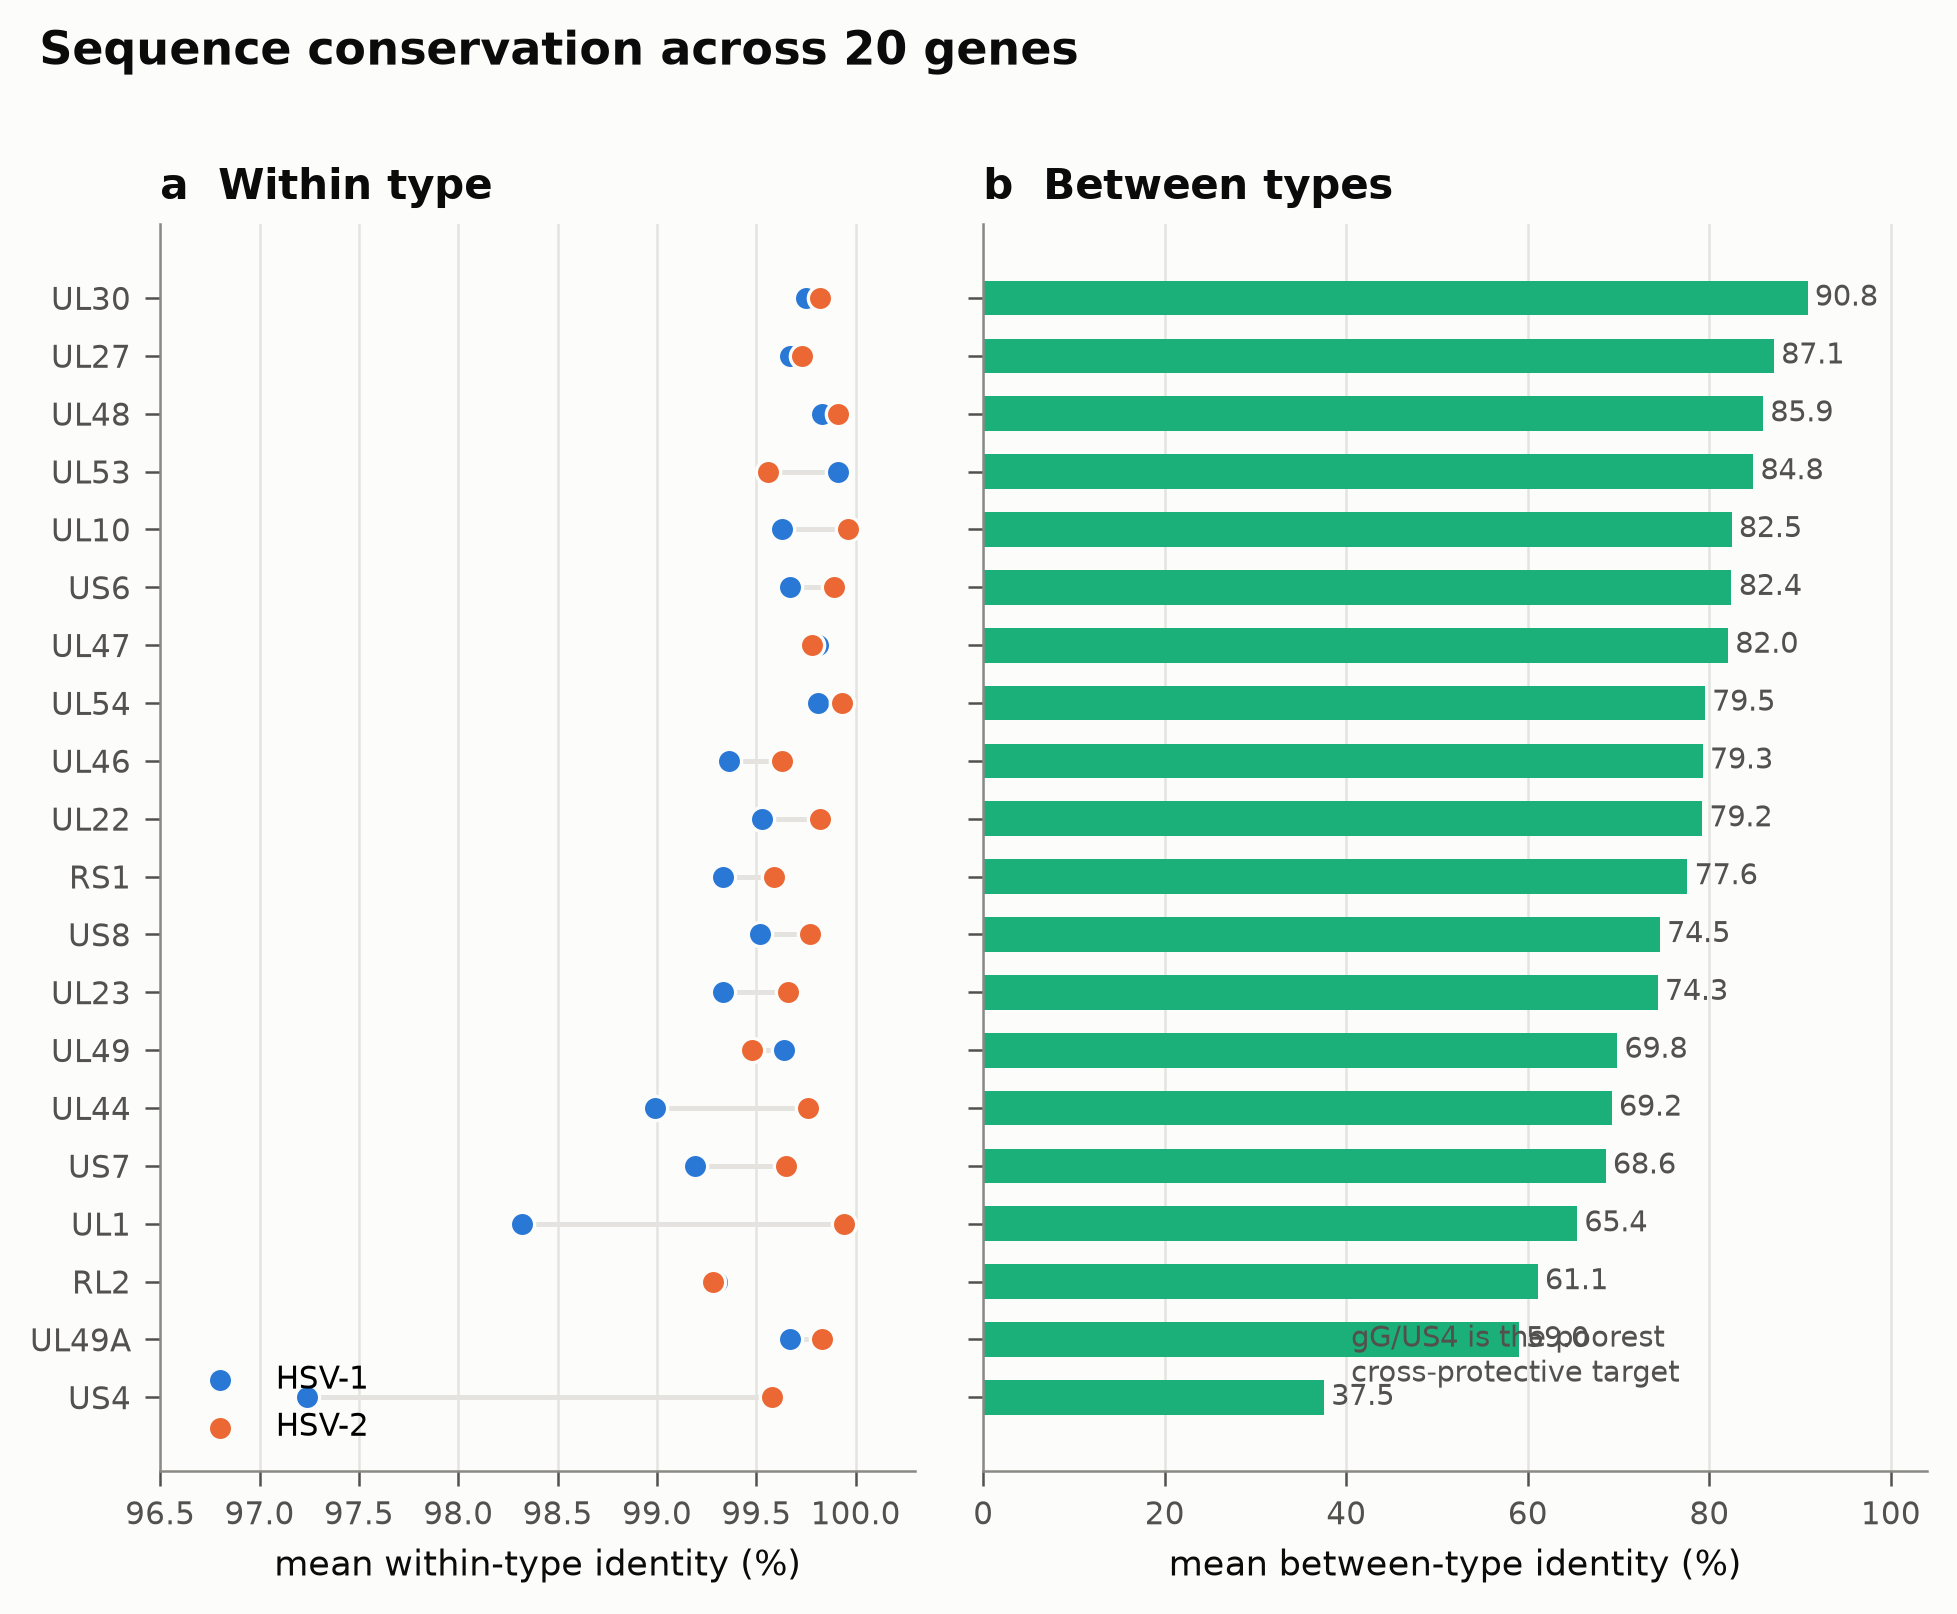 Sequence conservation across 20 genes
a Within type
UL30
UL27
UL48
UL53
UL10
US6
UL47
UL54
UL46
UL22
RS1
US8
UL23
UL49
UL44
US7
UL1
RL2
UL49A
US4
HSV-1
HSV-2
96.5 97.0 97.5 98.0 98.5 99.0 99.5 100.0
mean within-type identity (%)
b Between types
90.8
87.1
85.9
84.8
82.5
82.4
82.0
79.5
79.3
79.2
77.6
74.5
74.3
69.8
69.2
68.6
65.4
61.1
59.0
gG/US4 is the poorest
cross-protective target
37.5
0 20 40 60 80 100
mean between-type identity (%)